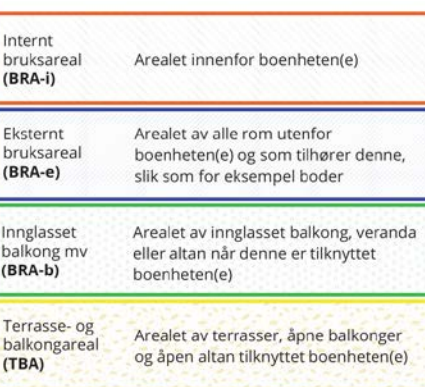 Internt
bruksareal
(BRA-i)
Arealet innenfor boenheten(e)
Eksternt
bruksareal
(BRA-e)
Arealet av alle rom utenfor
boenheten(e) og som tilhører denne,
slik som for eksempel boder
Innglasset
balkong mv
(BRA-b)
Arealet av innglasset balkong, veranda
eller altan når denne er tilknyttet
boenheten(e)
Terrasse- og
balkongareal
(TBA)
Arealet av terrasser, åpne balkonger
og åpen altan tilknyttet boenheten(e)